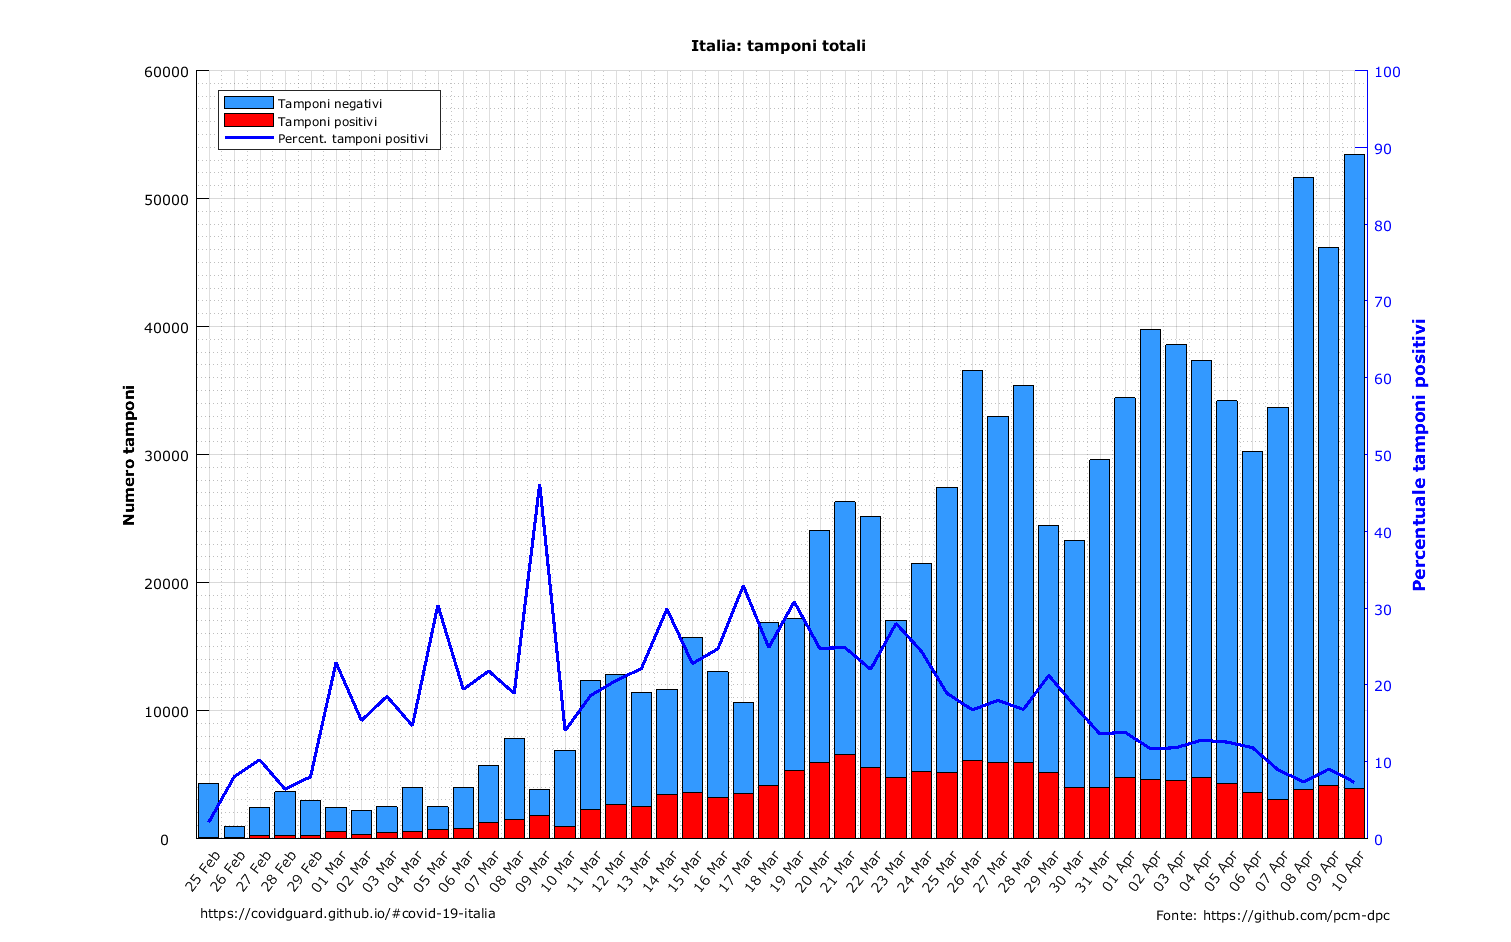 Italia: tamponi totali
60000
50000
40000
30000
20000
10000
0
Numero tamponi
Tamponi negativi
Tamponi positivi
Percent. tamponi positivi
100
90
80
70
60
50
40
30
20
10
0
Percentuale tamponi positivi
25 Feb
26 Feb
27 Feb
28 Feb
29 Feb
01 Mar
02 Mar
03 Mar
04 Mar
05 Mar
06 Mar
07 Mar
08 Mar
09 Mar
10 Mar
11 Mar
12 Mar
13 Mar
14 Mar
15 Mar
16 Mar
17 Mar
18 Mar
19 Mar
20 Mar
21 Mar
22 Mar
23 Mar
24 Mar
25 Mar
26 Mar
27 Mar
28 Mar
29 Mar
30 Mar
31 Mar
01 Apr
02 Apr
03 Apr
04 Apr
05 Apr
06 Apr
07 Apr
08 Apr
09 Apr
10 Apr
https://covidguard.github.io/#covid-19-italia
Fonte: https://github.com/pcm-dpc